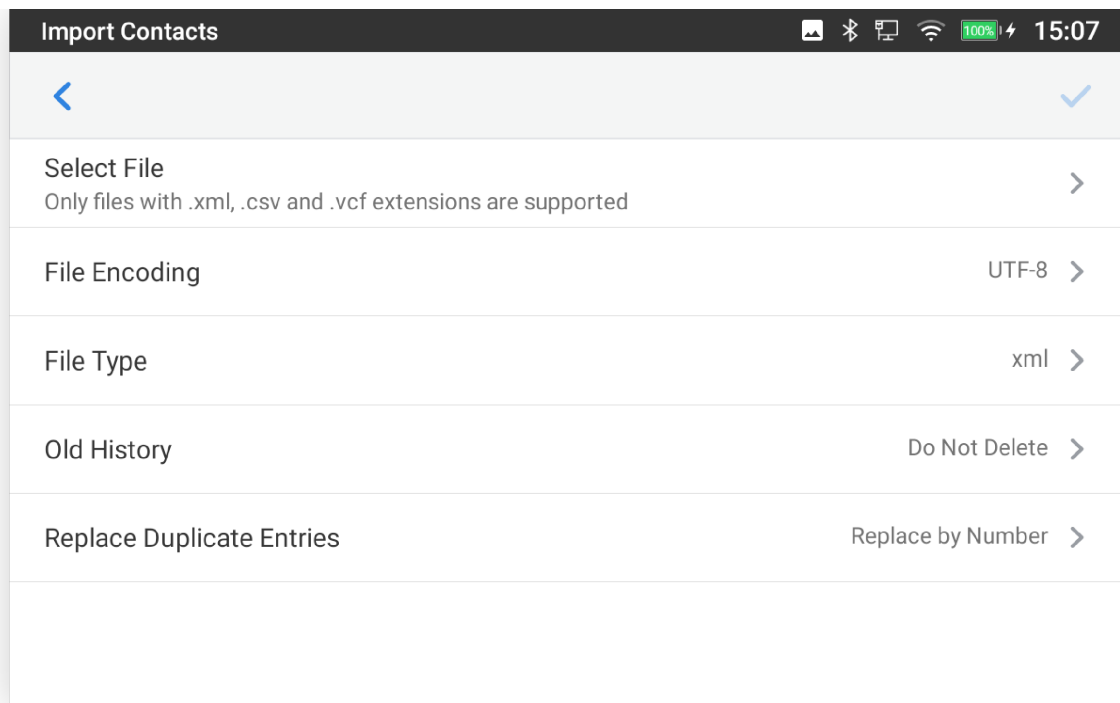 Import Contacts
100%
15:07
Select File
Only files with .xml, .csv and .vcf extensions are supported
File Encoding
UTF-8
File Type
xml
Old History
Do Not Delete
Replace Duplicate Entries
Replace by Number